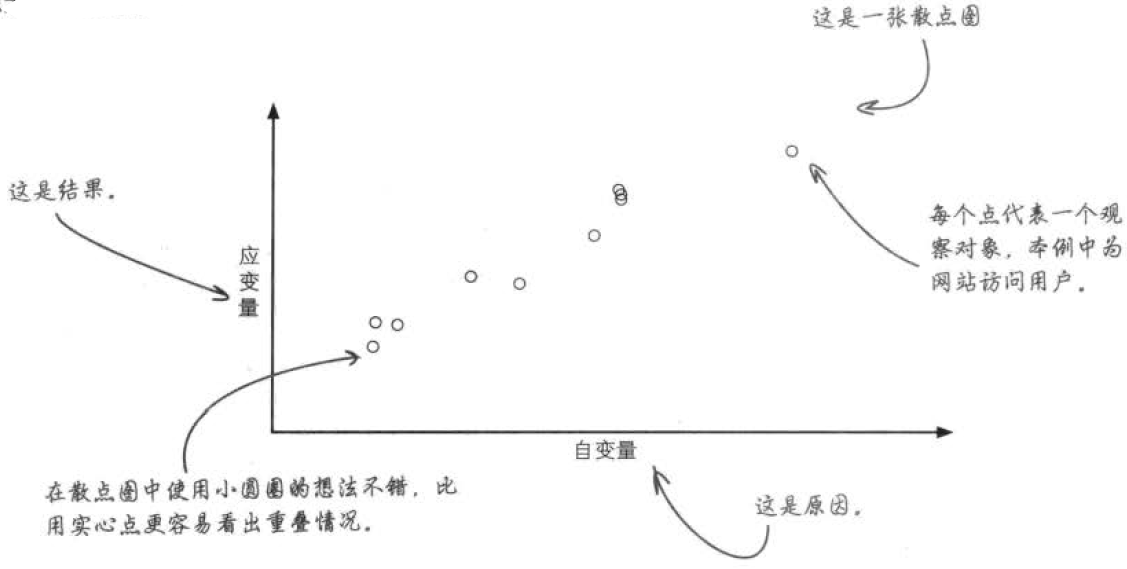 这是一张散点图
这是结果。
每个点代表一个观
察对象，本例中为
网站访问用户。
应变量
自变量
在散点图中使用小圆圈的想法不错，比
用实心点更容易看出重叠情况。
这是原因。